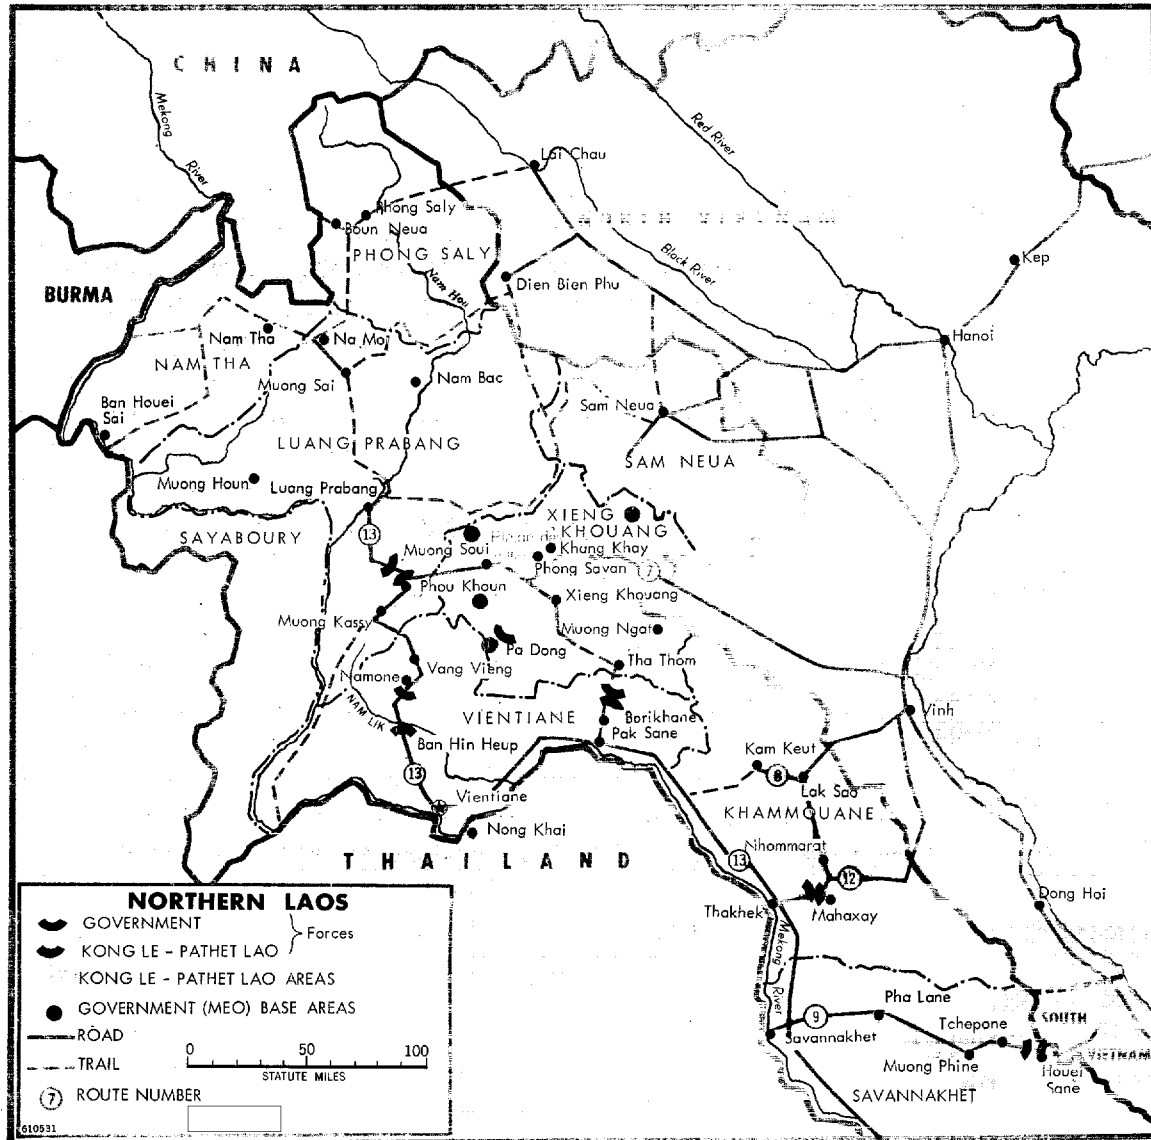 CHINA
Mekong
River
Red River
Lai Chau
Phong Saly
Boun Neua
NORTH VIETNAM
PHONG SALY
Black River
Kep
BURMA
Nam Hou
Dien Bien Phu
Nam Tha
Na Moi
Hanoi
NAM THA
Muong Sai
Nam Bac
Ban Houei
Sai
Sam Neua
LUANG PRABANG
SAM NEUA
Muong Houn
Luang Prabang
XIENG
KHOUANG
SAYABOURY
13
Muong Soui
Khang Khay
Phong Savan
7
Phou Khoun
Xieng Khouang
Muong Kassy
Muong Ngat
Pa Dong
Tha Thom
Vang Vieng
Namone
NAM LIK
VIENTIANE
Borikhane
Vinh
Pak Sane
Ban Hin Heup
Kam Keut
13
8
Lak Sao
Vientiane
KHAMMOUANE
Nong Khai
Nhommarat
THAILAND
13
12
Thakhek
Mahaxay
Dong Hoi
Mekong
River
Pha Lane
9
Tchepone
SOUTH
VIETNAM
Savannakhet
Muong Phine
Houei
Sane
SAVANNAKHET
NORTHERN LAOS
GOVERNMENT
KONG LE - PATHET LAO
Forces
KONG LE - PATHET LAO AREAS
GOVERNMENT (MEO) BASE AREAS
ROAD
TRAIL
0 50 100
STATUTE MILES
7 ROUTE NUMBER
610531